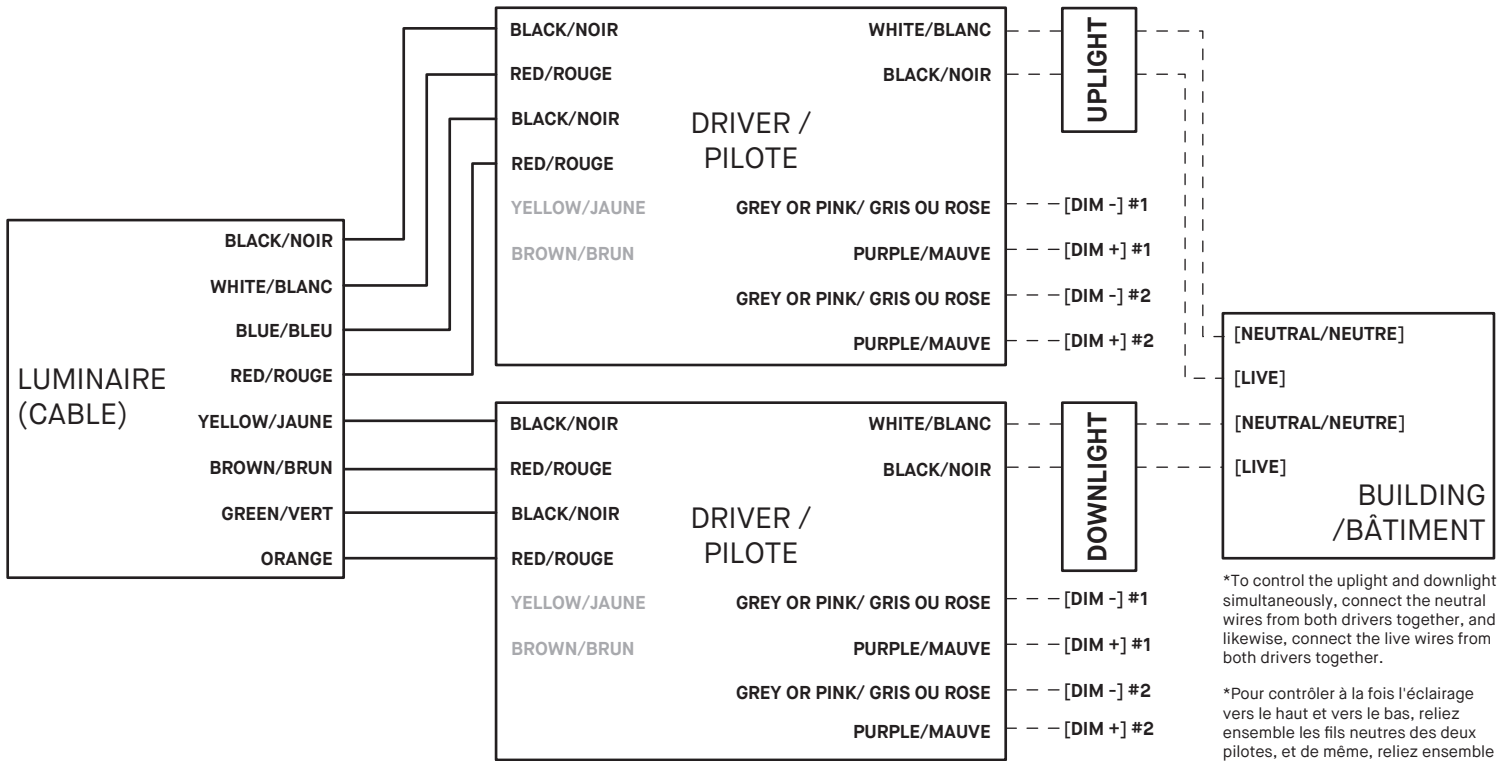 BLACK/NOIR
RED/ROUGE
BLACK/NOIR
RED/ROUGE
YELLOW/JAUNE
BROWN/BRUN
DRIVER /
PILOTE
WHITE/BLANC
BLACK/NOIR
GREY OR PINK/ GRIS OU ROSE
PURPLE/MAUVE
GREY OR PINK/ GRIS OU ROSE
PURPLE/MAUVE
UPLIGHT
[DIM -] #1
[DIM +] #1
[DIM -] #2
[DIM +] #2
LUMINAIRE
(CABLE)
BLACK/NOIR
WHITE/BLANC
BLUE/BLEU
RED/ROUGE
YELLOW/JAUNE
BROWN/BRUN
GREEN/VERT
ORANGE
BLACK/NOIR
RED/ROUGE
BLACK/NOIR
RED/ROUGE
YELLOW/JAUNE
BROWN/BRUN
DRIVER /
PILOTE
WHITE/BLANC
BLACK/NOIR
GREY OR PINK/ GRIS OU ROSE
PURPLE/MAUVE
GREY OR PINK/ GRIS OU ROSE
PURPLE/MAUVE
DOWNLIGHT
[DIM -] #1
[DIM +] #1
[DIM -] #2
[DIM +] #2
[NEUTRAL/NEUTRE]
[LIVE]
[NEUTRAL/NEUTRE]
[LIVE]
BUILDING
/BÂTIMENT
*To control the uplight and downlight
simultaneously, connect the neutral
wires from both drivers together, and
likewise, connect the live wires from
both drivers together.
*Pour contrôler à la fois l'éclairage
vers le haut et vers le bas, reliez
ensemble les fils neutres des deux
pilotes, et de même, reliez ensemble